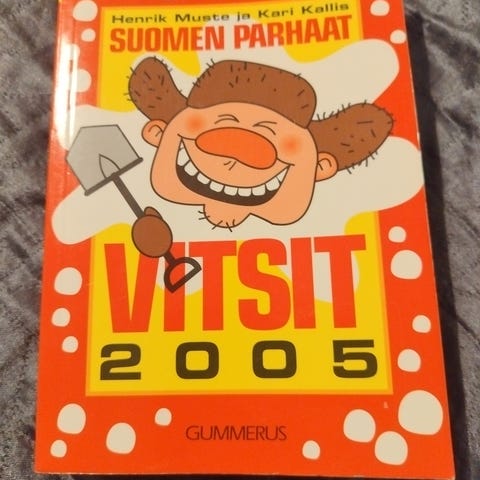 Henrik Muste ja Kari Kallis
SUOMEN PARHAAT
VITSIT
2005
GUMMERUS